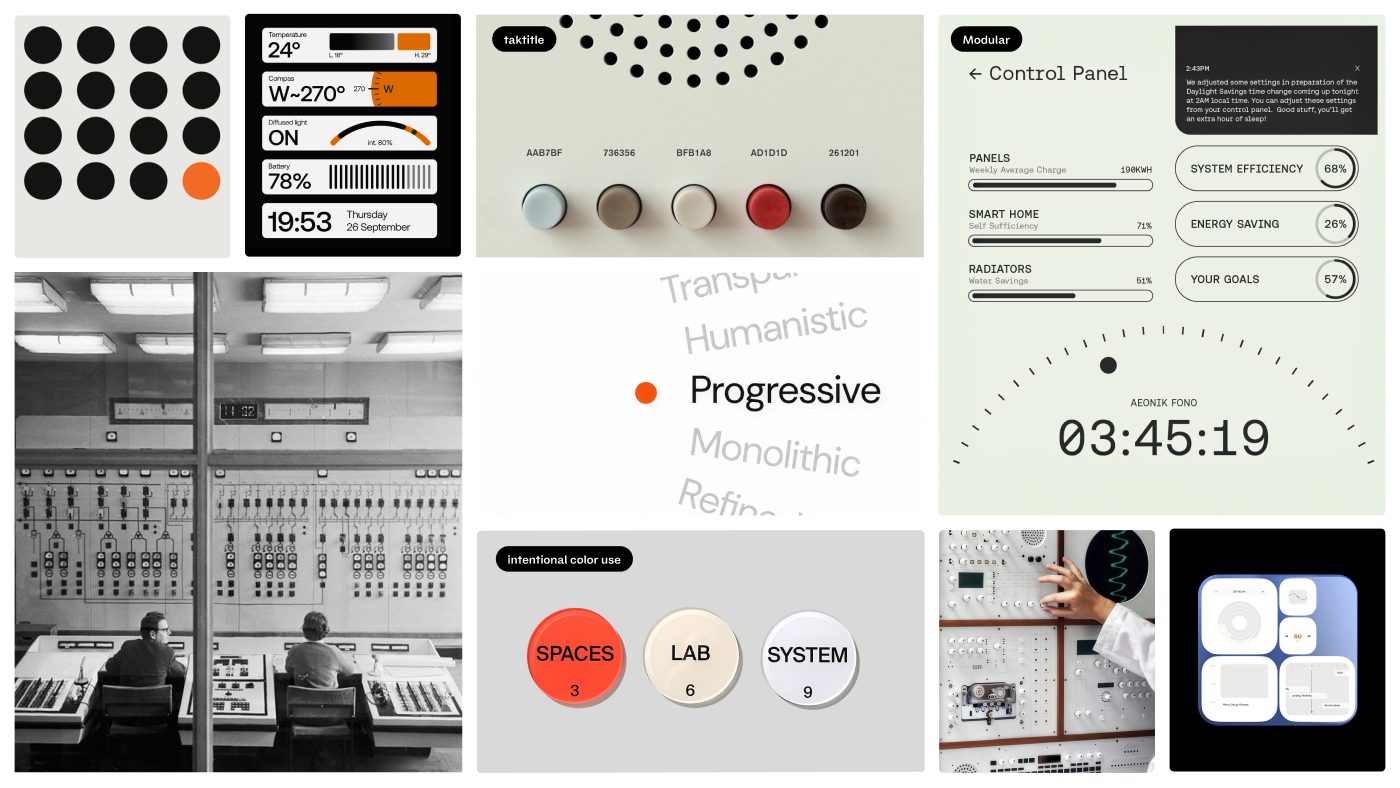 Temperature
24°
L. 18°
H. 29°
Compas
W~270°
270
W
Diffused light
ON
int. 80%
Battery
78%
19:53
Thursday
26 September
taktitle
AAB7BF
736356
BFB1A8
AD1D1D
261201
Modular
← Control Panel
2:43PM
X
We adjusted some settings in preparation of the
Daylight Savings time change coming up tonight
at 2AM local time. You can adjust these settings
from your control panel. Good stuff, you'll get
an extra hour of sleep!
PANELS
Weekly Average Charge
190KWH
SMART HOME
Self Sufficiency
71%
RADIATORS
Water Savings
51%
SYSTEM EFFICIENCY
68%
ENERGY SAVING
26%
YOUR GOALS
57%
AEONIK FONO
03:45:19
Humanistic
Progressive
Monolithic
intentional color use
SPACES
3
LAB
6
SYSTEM
9
50